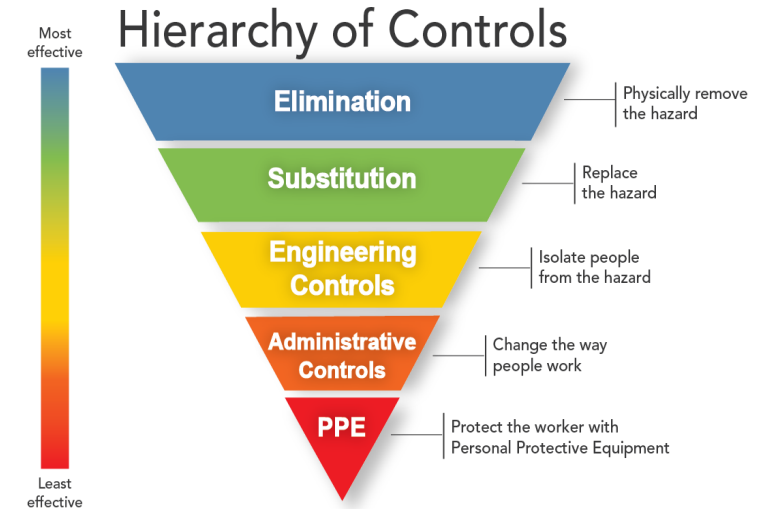 Hierarchy of Controls
Most
effective
Elimination
Physically remove
the hazard
Substitution
Replace
the hazard
Engineering
Controls
Isolate people
from the hazard
Administrative
Controls
Change the way
people work
PPE
Protect the worker with
Personal Protective Equipment
Least
effective